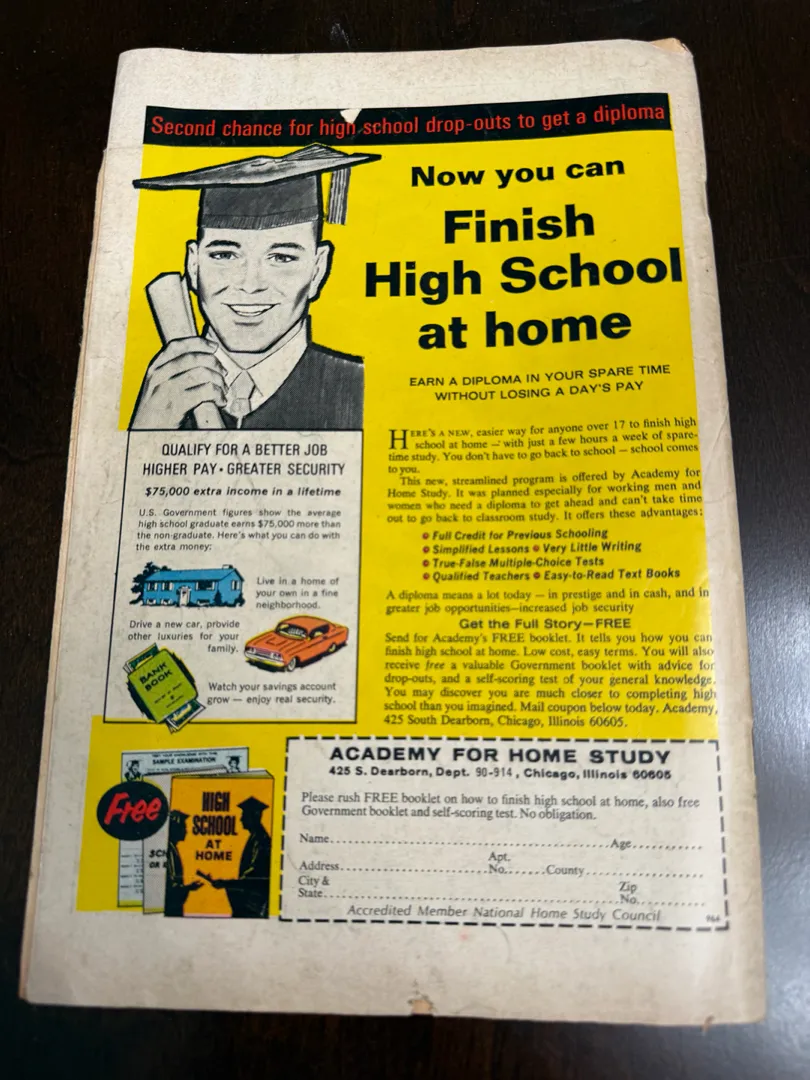 Second chance for high school drop-outs to get a diploma
Now you can
Finish
High School
at home
EARN A DIPLOMA IN YOUR SPARE TIME
WITHOUT LOSING A DAY'S PAY
HERE'S A NEW, easier way for anyone over 17 to finish high
school at home — with just a few hours a week of spare-
time study. You don't have to go back to school — school comes
to you.
This new, streamlined program is offered by Academy for
Home Study. It was planned especially for working men and
women who need a diploma to get ahead and can't take time
out to go back to classroom study. It offers these advantages:
• Full Credit for Previous Schooling
• Simplified Lessons • Very Little Writing
• True-False Multiple-Choice Tests
• Qualified Teachers • Easy-to-Read Text Books
A diploma means a lot today — in prestige and in cash, and in
greater job opportunities—increased job security
Get the Full Story—FREE
Send for Academy's FREE booklet. It tells you how you can
finish high school at home. Low cost, easy terms. You will also
receive free a valuable Government booklet with advice for
drop-outs, and a self-scoring test of your general knowledge.
You may discover you are much closer to completing high
school than you imagined. Mail coupon below today. Academy,
425 South Dearborn, Chicago, Illinois 60605.
QUALIFY FOR A BETTER JOB
HIGHER PAY • GREATER SECURITY
$75,000 extra income in a lifetime
U.S. Government figures show the average
high school graduate earns $75,000 more than
the non-graduate. Here's what you can do with
the extra money:
Live in a home of
your own in a fine
neighborhood.
Drive a new car, provide
other luxuries for your
family.
BANK
BOOK
Watch your savings account
grow — enjoy real security.
SAMPLE EXAMINATION
Free
HIGH
SCHOOL
AT
HOME
SCH
OR
ACADEMY FOR HOME STUDY
425 S. Dearborn, Dept. 90-914, Chicago, Illinois 60605
Please rush FREE booklet on how to finish high school at home, also free
Government booklet and self-scoring test. No obligation.
Name Age
Apt.
Address No. County
City & Zip
State No.
Accredited Member National Home Study Council